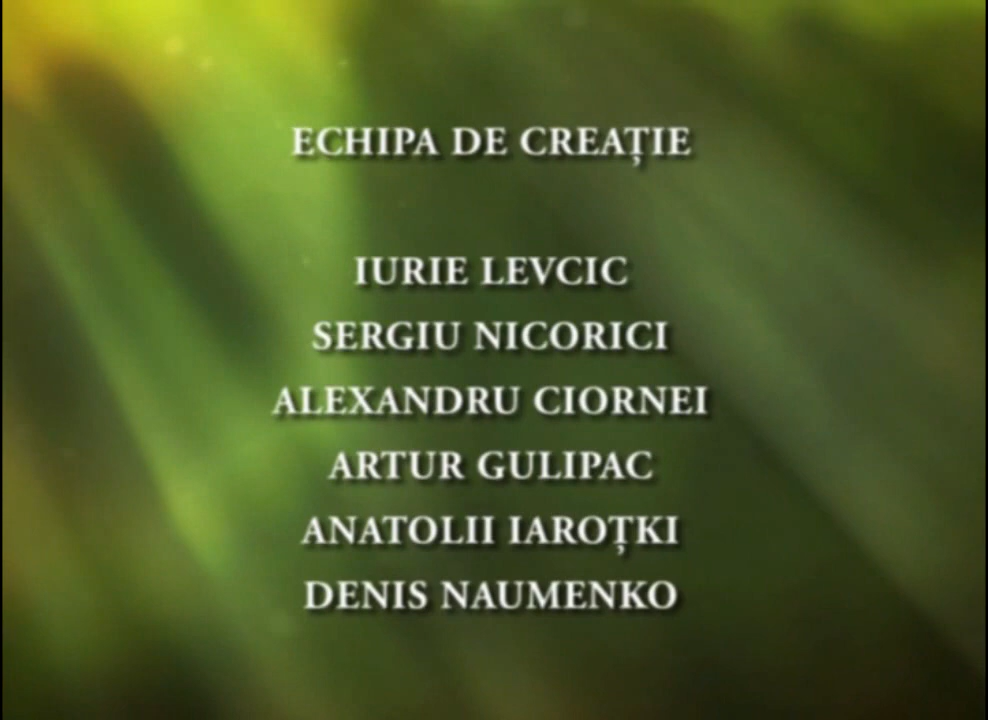 ECHIPA DE CREAȚIE
IURIE LEVCIC
SERGIU NICORICI
ALEXANDRU CIORNEI
ARTUR GULIPAC
ANATOLII IAROȚKI
DENIS NAUMENKO